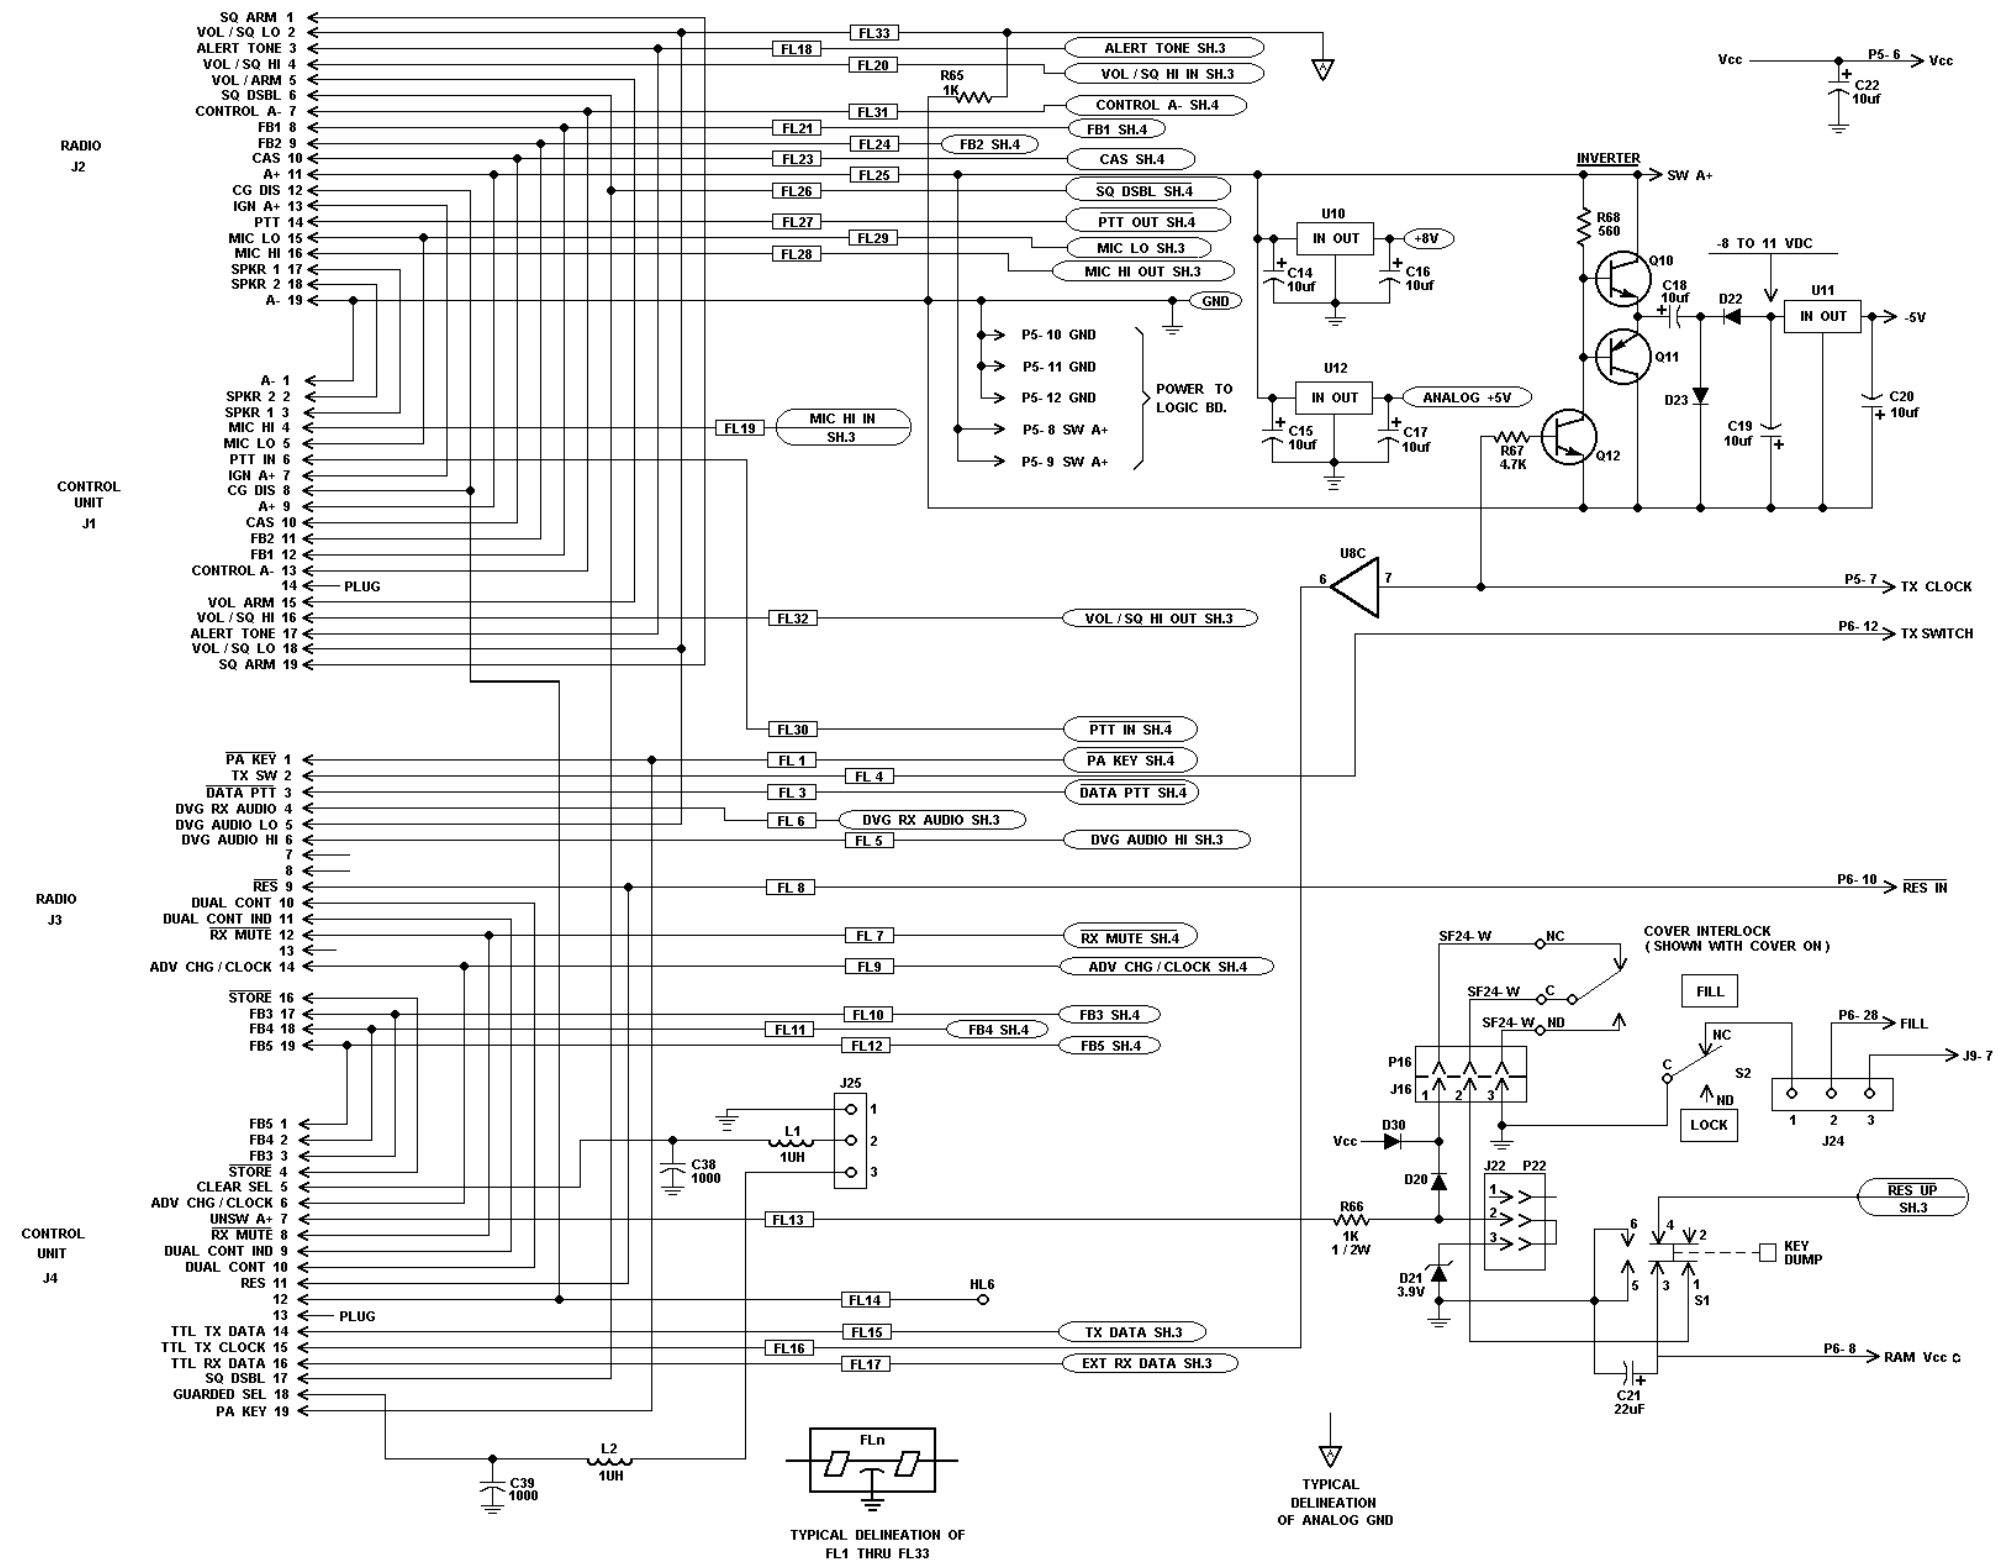 RADIO
J2
SQ ARM 1
VOL / SQ LO 2
ALERT TONE 3
VOL / SQ HI 4
VOL / ARM 5
SQ DSBL 6
CONTROL A- 7
FB1 8
FB2 9
CAS 10
A+ 11
CG DIS 12
IGN A+ 13
PTT 14
MIC LO 15
MIC HI 16
SPKR 1 17
SPKR 2 18
A- 19
CONTROL
UNIT
J1
A- 1
SPKR 2 2
SPKR 1 3
MIC HI 4
MIC LO 5
PTT IN 6
IGN A+ 7
CG DIS 8
A+ 9
CAS 10
FB2 11
FB1 12
CONTROL A- 13
14 PLUG
VOL ARM 15
VOL / SQ HI 16
ALERT TONE 17
VOL / SQ LO 18
SQ ARM 19
FL33
FL18
ALERT TONE SH.3
FL20
VOL / SQ HI IN SH.3
R65
1K
FL31
CONTROL A- SH.4
FL21
FB1 SH.4
FL24
FB2 SH.4
FL23
CAS SH.4
FL25
FL26
SQ DSBL SH.4
FL27
PTT OUT SH.4
FL29
MIC LO SH.3
FL28
MIC HI OUT SH.3
GND
P5- 10 GND
P5- 11 GND
P5- 12 GND
P5- 8 SW A+
P5- 9 SW A+
POWER TO
LOGIC BD.
FL19
MIC HI IN
SH.3
FL32
VOL / SQ HI OUT SH.3
FL30
PTT IN SH.4
A
Vcc
P5- 6
Vcc
C22
10uf
INVERTER
SW A+
U10
IN OUT
+8V
C14
10uf
C16
10uf
U12
IN OUT
ANALOG +5V
C15
10uf
C17
10uf
R68
560
Q10
Q11
C18
10uf
-8 TO 11 VDC
D22
U11
IN OUT
-5V
D23
C19
10uf
C20
10uf
R67
4.7K
Q12
U8C
6
7
P5- 7
TX CLOCK
P6- 12
TX SWITCH
RADIO
J3
PA KEY 1
TX SW 2
DATA PTT 3
DVG RX AUDIO 4
DVG AUDIO LO 5
DVG AUDIO HI 6
7
8
RES 9
DUAL CONT 10
DUAL CONT IND 11
RX MUTE 12
13
ADV CHG / CLOCK 14
STORE 16
FB3 17
FB4 18
FB5 19
FL 1
PA KEY SH.4
FL 4
FL 3
DATA PTT SH.4
FL 6
DVG RX AUDIO SH.3
FL 5
DVG AUDIO HI SH.3
FL 8
P6- 10
RES IN
FL 7
RX MUTE SH.4
FL9
ADV CHG / CLOCK SH.4
FL10
FB3 SH.4
FL11
FB4 SH.4
FL12
FB5 SH.4
CONTROL
UNIT
J4
FB5 1
FB4 2
FB3 3
STORE 4
CLEAR SEL 5
ADV CHG / CLOCK 6
UNSW A+ 7
RX MUTE 8
DUAL CONT IND 9
DUAL CONT 10
RES 11
12
13 PLUG
TTL TX DATA 14
TTL TX CLOCK 15
TTL RX DATA 16
SQ DSBL 17
GUARDED SEL 18
PA KEY 19
J25
1
2
3
L1
1UH
C38
1000
FL13
FL14
HL6
FL15
TX DATA SH.3
FL16
FL17
EXT RX DATA SH.3
L2
1UH
C39
1000
FLn
TYPICAL DELINEATION OF
FL1 THRU FL33
A
TYPICAL
DELINEATION
OF ANALOG GND
SF24- W
NC
COVER INTERLOCK
( SHOWN WITH COVER ON )
SF24- W
C
SF24- W
ND
P16
J16
1
2
3
FILL
NC
C
S2
ND
LOCK
P6- 28
FILL
J9- 7
1
2
3
J24
Vcc
D30
D20
J22
P22
1
2
3
R66
1K
1 / 2W
D21
3.9V
RES UP
SH.3
6
4
2
5
3
1
S1
KEY
DUMP
P6- 8
RAM Vcc
C21
22uF